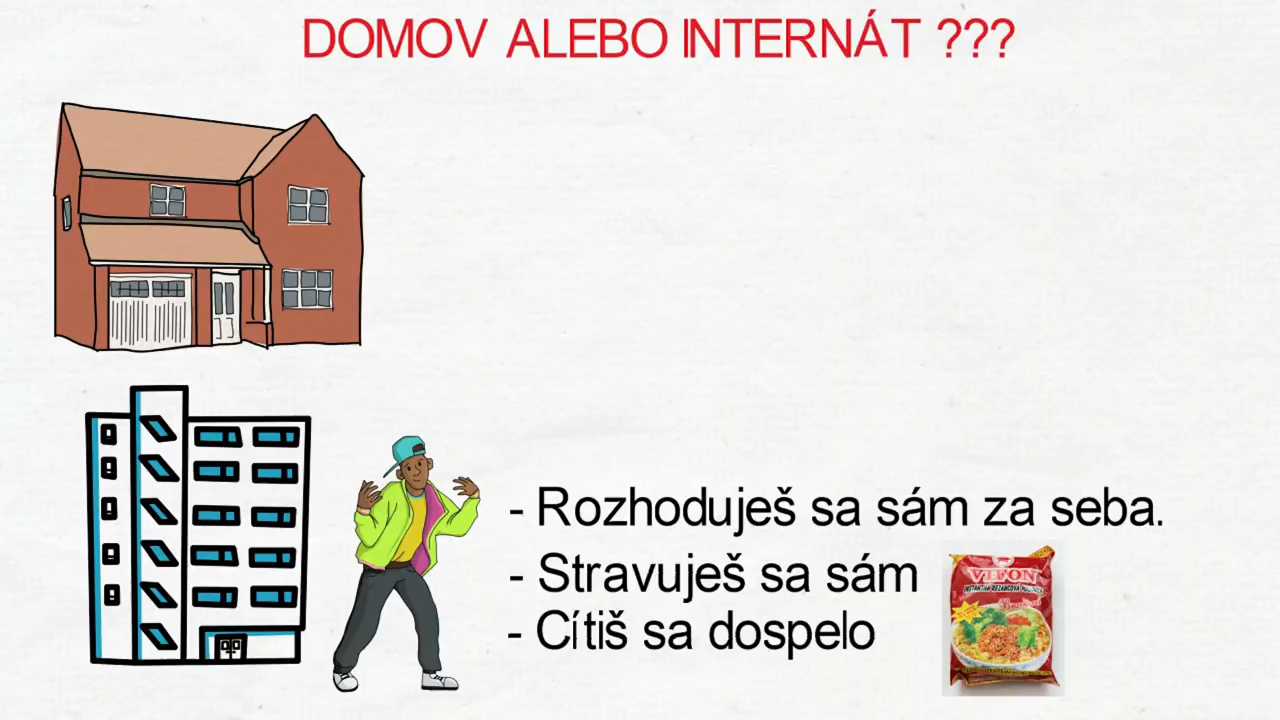 DOMOV ALEBO INTERNÁT ???
- Rozhoduješ sa sám za seba.
- Stravuješ sa sám
- Cítiš sa dospelo
VIFON